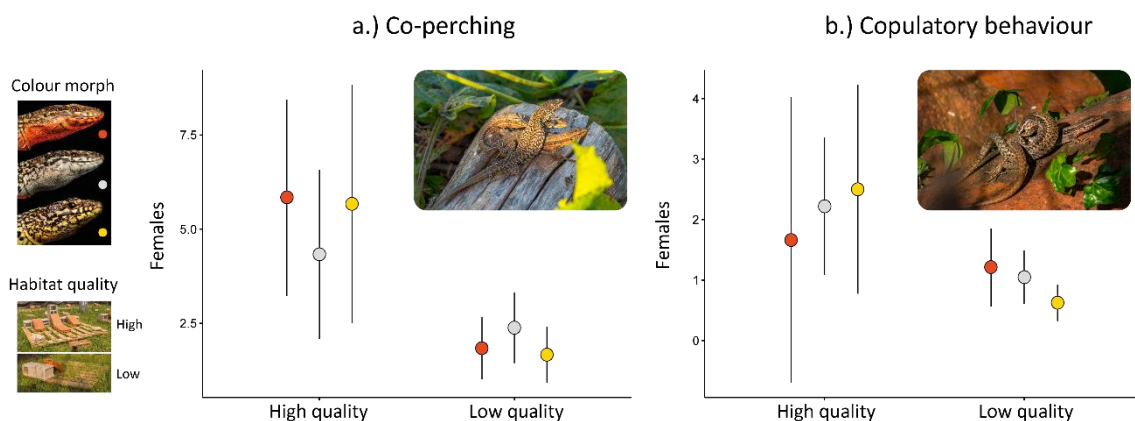 a.) Co-perching
b.) Copulatory behaviour
Colour morph
Habitat quality
High
Low
Females
7.5
5.0
2.5
High quality
Low quality
Females
4
3
2
1
0
High quality
Low quality